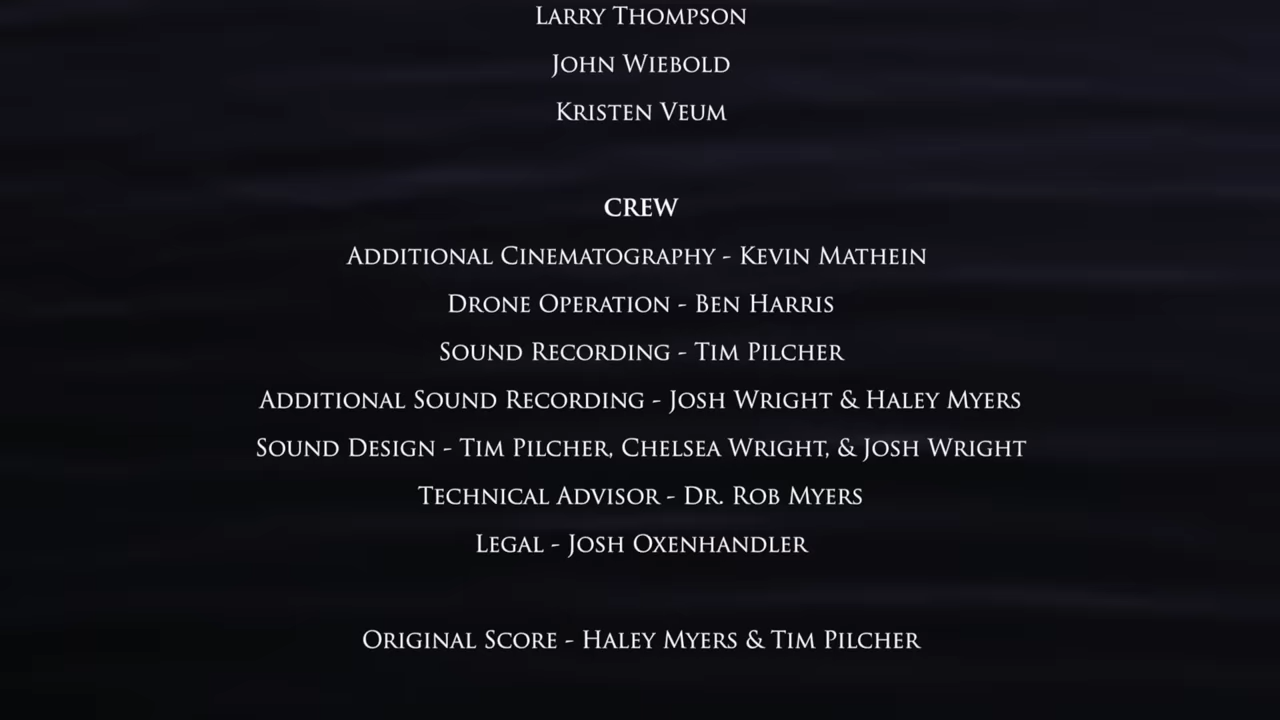 Larry Thompson
John Wiebold
Kristen Veum
CREW
Additional Cinematography - Kevin Mathein
Drone Operation - Ben Harris
Sound Recording - Tim Pilcher
Additional Sound Recording - Josh Wright & Haley Myers
Sound Design - Tim Pilcher, Chelsea Wright, & Josh Wright
Technical Advisor - Dr. Rob Myers
Legal - Josh Oxenhandler
Original Score - Haley Myers & Tim Pilcher